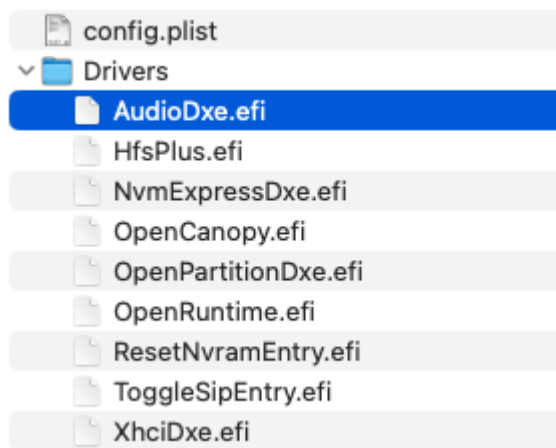 config.plist
Drivers
AudioDxe.efi
HfsPlus.efi
NvmExpressDxe.efi
OpenCanopy.efi
OpenPartitionDxe.efi
OpenRuntime.efi
ResetNvramEntry.efi
ToggleSipEntry.efi
XhciDxe.efi